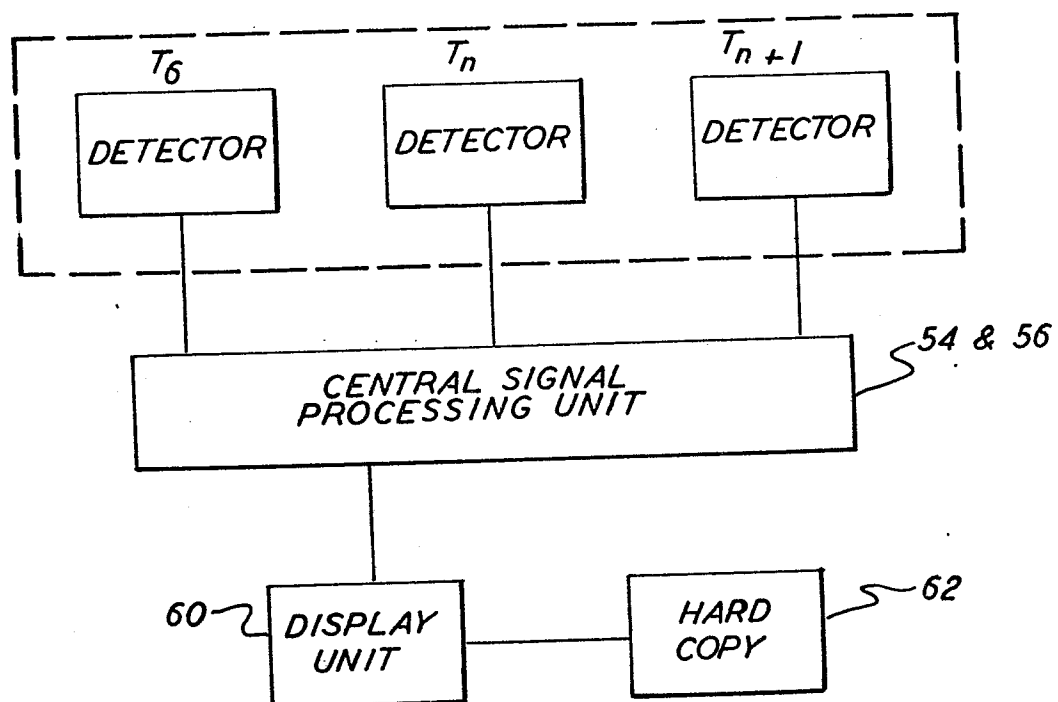 T6
Tn
Tn+1
DETECTOR
DETECTOR
DETECTOR
54 & 56
CENTRAL SIGNAL
PROCESSING UNIT
60
DISPLAY
UNIT
HARD
COPY
62